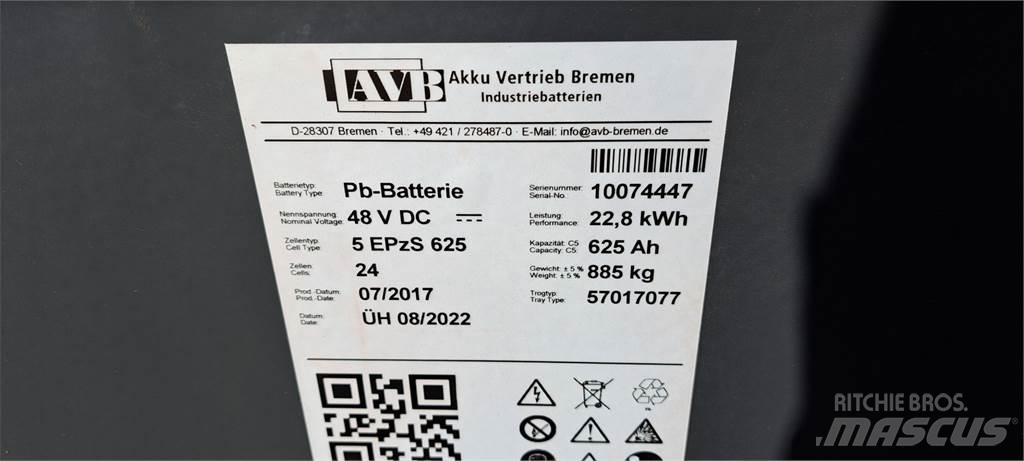 AVB Akku Vertrieb Bremen
Industriebatterien
D-28307 Bremen · Tel.: +49 421 / 278487-0 · E-Mail: info@avb-bremen.de
Batterietyp:
Battery Type:
Pb-Batterie
Serienummer:
Serial-No.:
10074447
Nennspannung:
Nominal Voltage:
48 V DC
Leistung:
Performance:
22,8 kWh
Zellentyp:
Cell Type:
5 EPzS 625
Kapazität: C5
Capacity: C5:
625 Ah
Zellen:
Cells:
24
Gewicht: ± 5 %
Weight: ± 5 %
885 kg
Prod.-Datum:
Prod.-Date:
07/2017
Trogtyp:
Tray Type:
57017077
Datum:
Date:
ÜH 08/2022
RITCHIE BROS.
MASCUS